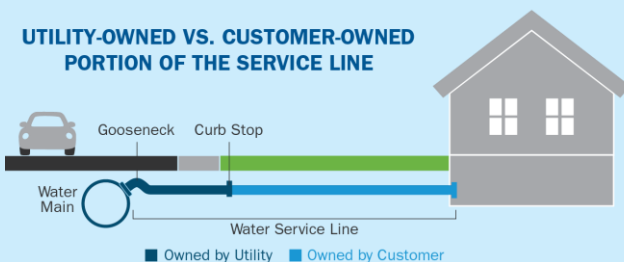 UTILITY-OWNED VS. CUSTOMER-OWNED
PORTION OF THE SERVICE LINE
Gooseneck
Curb Stop
Water
Main
Water Service Line
Owned by Utility
Owned by Customer